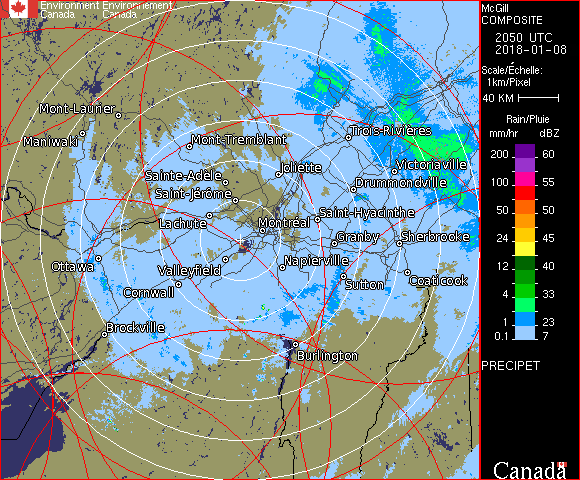 Environment Environnement
Canada Canada
McGill
COMPOSITE
2050 UTC
2018-01-08
Scale/Échelle:
1km/Pixel
40 KM
Rain/Pluie
mm/hr dBZ
200 60
100 55
50 50
24 45
12 40
4 33
1 23
0.1 7
PRECIPET
Canada
Mont-Laurier
Maniwaki
Mont-Tremblant
Trois-Rivières
Joliette
Victoriaville
Sainte-Adèle
Drummondville
Saint-Jérôme
Saint-Hyacinthe
Lachute
Montréal
Granby
Sherbrooke
Ottawa
Valleyfield
Napierville
Cornwall
Sutton
Coaticook
Brockville
Burlington